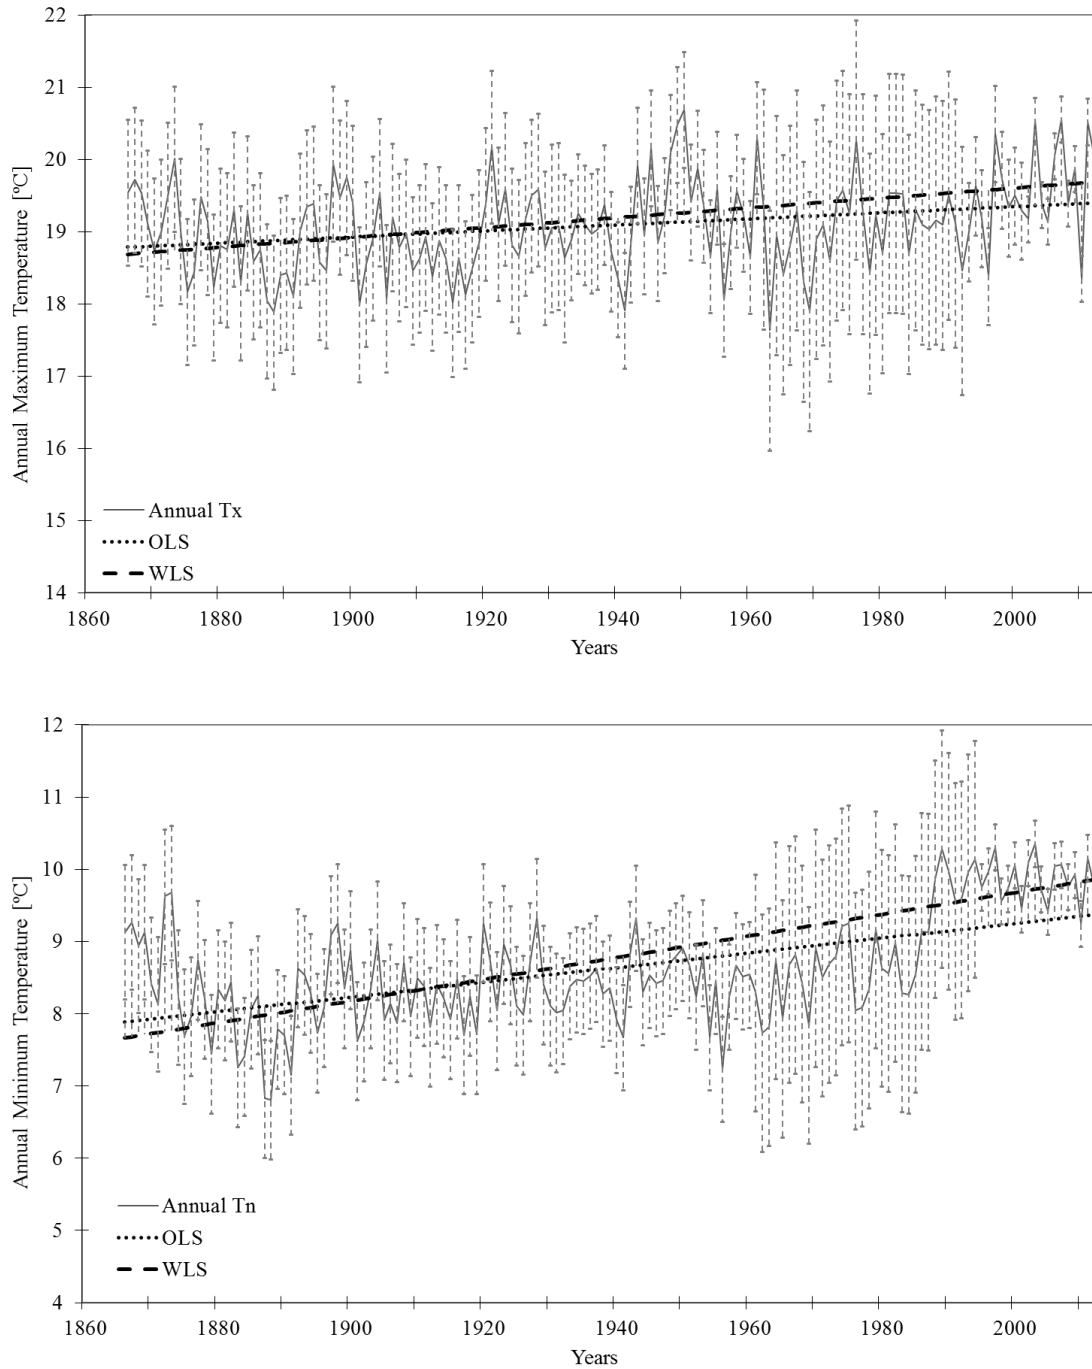 22
21
20
19
18
17
16
15
14
Annual Maximum Temperature [ºC]
Annual Tx
OLS
WLS
1860 1880 1900 1920 1940 1960 1980 2000
Years
12
11
10
9
8
7
6
5
4
Annual Minimum Temperature [ºC]
Annual Tn
OLS
WLS
1860 1880 1900 1920 1940 1960 1980 2000
Years